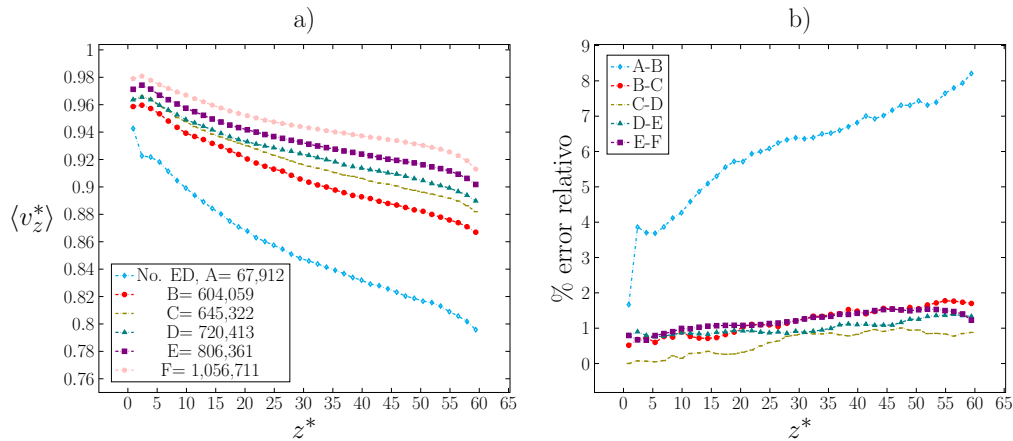 a)
1
0.98
0.96
0.94
0.92
0.9
0.88
0.86
0.84
0.82
0.8
0.78
0.76
⟨v_z^*⟩
No. ED, A= 67,912
B= 604,059
C= 645,322
D= 720,413
E= 806,361
F= 1,056,711
0 5 10 15 20 25 30 35 40 45 50 55 60 65
z*
b)
9
8
7
6
5
4
3
2
1
0
% error relativo
A-B
B-C
C-D
D-E
E-F
0 5 10 15 20 25 30 35 40 45 50 55 60 65
z*